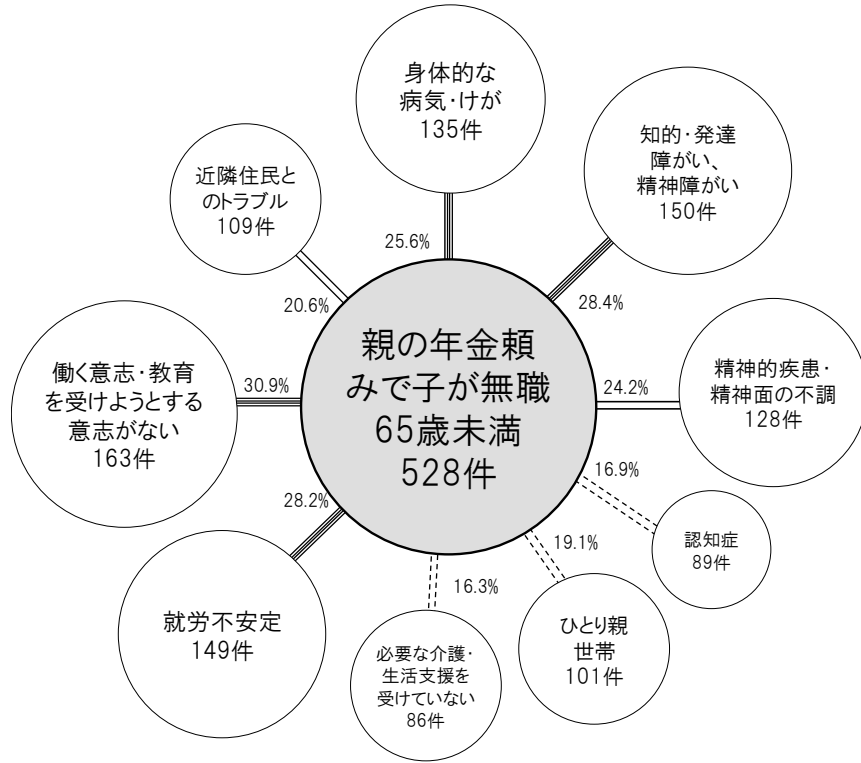 身体的な
病気・けが
135件
知的・発達
障がい、
精神障がい
150件
近隣住民と
のトラブル
109件
25.6%
28.4%
20.6%
親の年金頼
みで子が無職
65歳未満
528件
働く意志・教育
を受けようとする
意志がない
163件
30.9%
24.2%
精神的疾患・
精神面の不調
128件
16.9%
28.2%
認知症
89件
19.1%
16.3%
就労不安定
149件
必要な介護・
生活支援を
受けていない
86件
ひとり親
世帯
101件